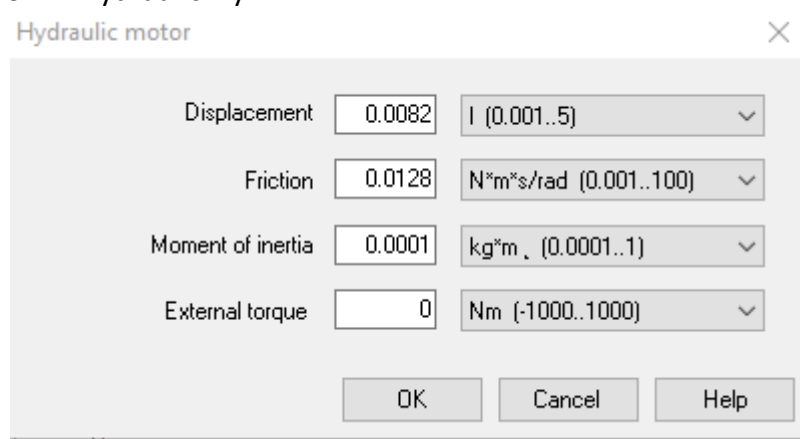 Hydraulic motor
Displacement 0.0082 l (0.001..5)
Friction 0.0128 N*m*s/rad (0.001..100)
Moment of inertia 0.0001 kg*m˛ (0.0001..1)
External torque 0 Nm (-1000..1000)
OK Cancel Help